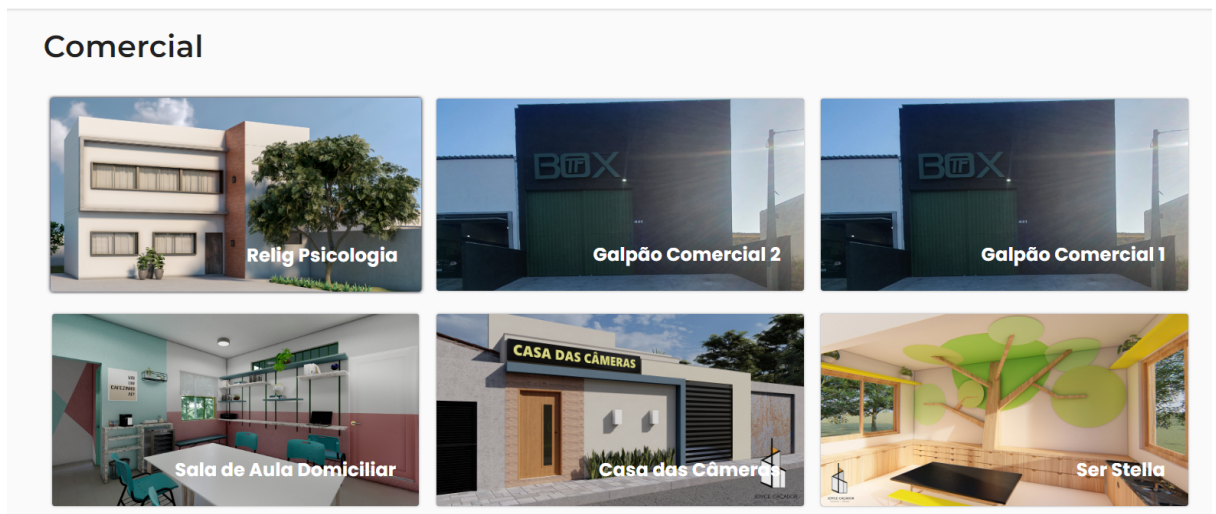 Comercial
Relig Psicologia
BOX
Galpão Comercial 2
BOX
Galpão Comercial 1
Sala de Aula Domiciliar
CASA DAS CÂMERAS
Casa das Câmeras
Ser Stella